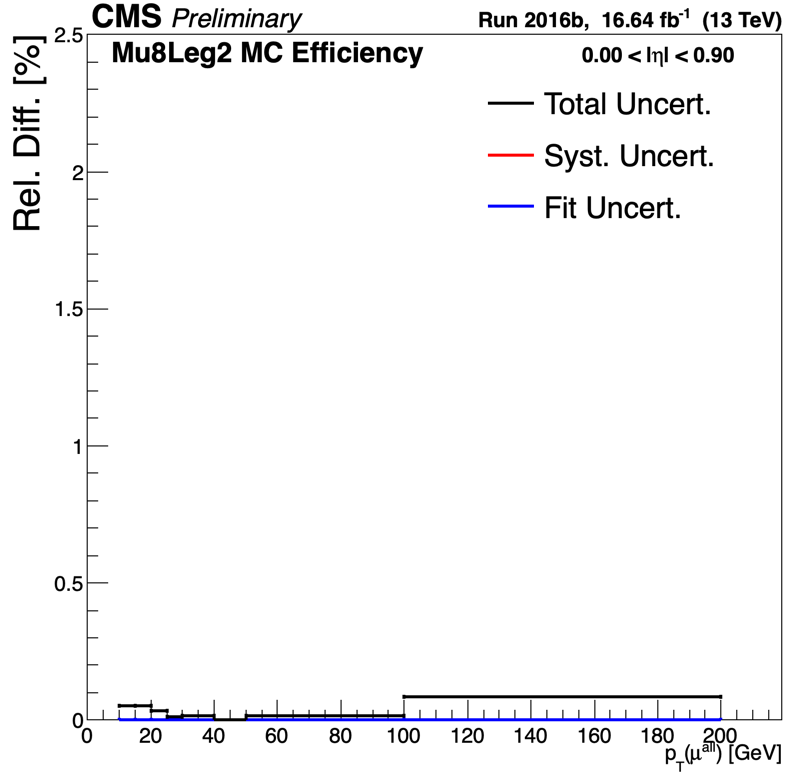 CMS Preliminary
Run 2016b, 16.64 fb⁻¹ (13 TeV)
Mu8Leg2 MC Efficiency
0.00 < |η| < 0.90
Total Uncert.
Syst. Uncert.
Fit Uncert.
Rel. Diff. [%]
2.5
2
1.5
1
0.5
0
0 20 40 60 80 100 120 140 160 180 200
p_T(μ^all) [GeV]